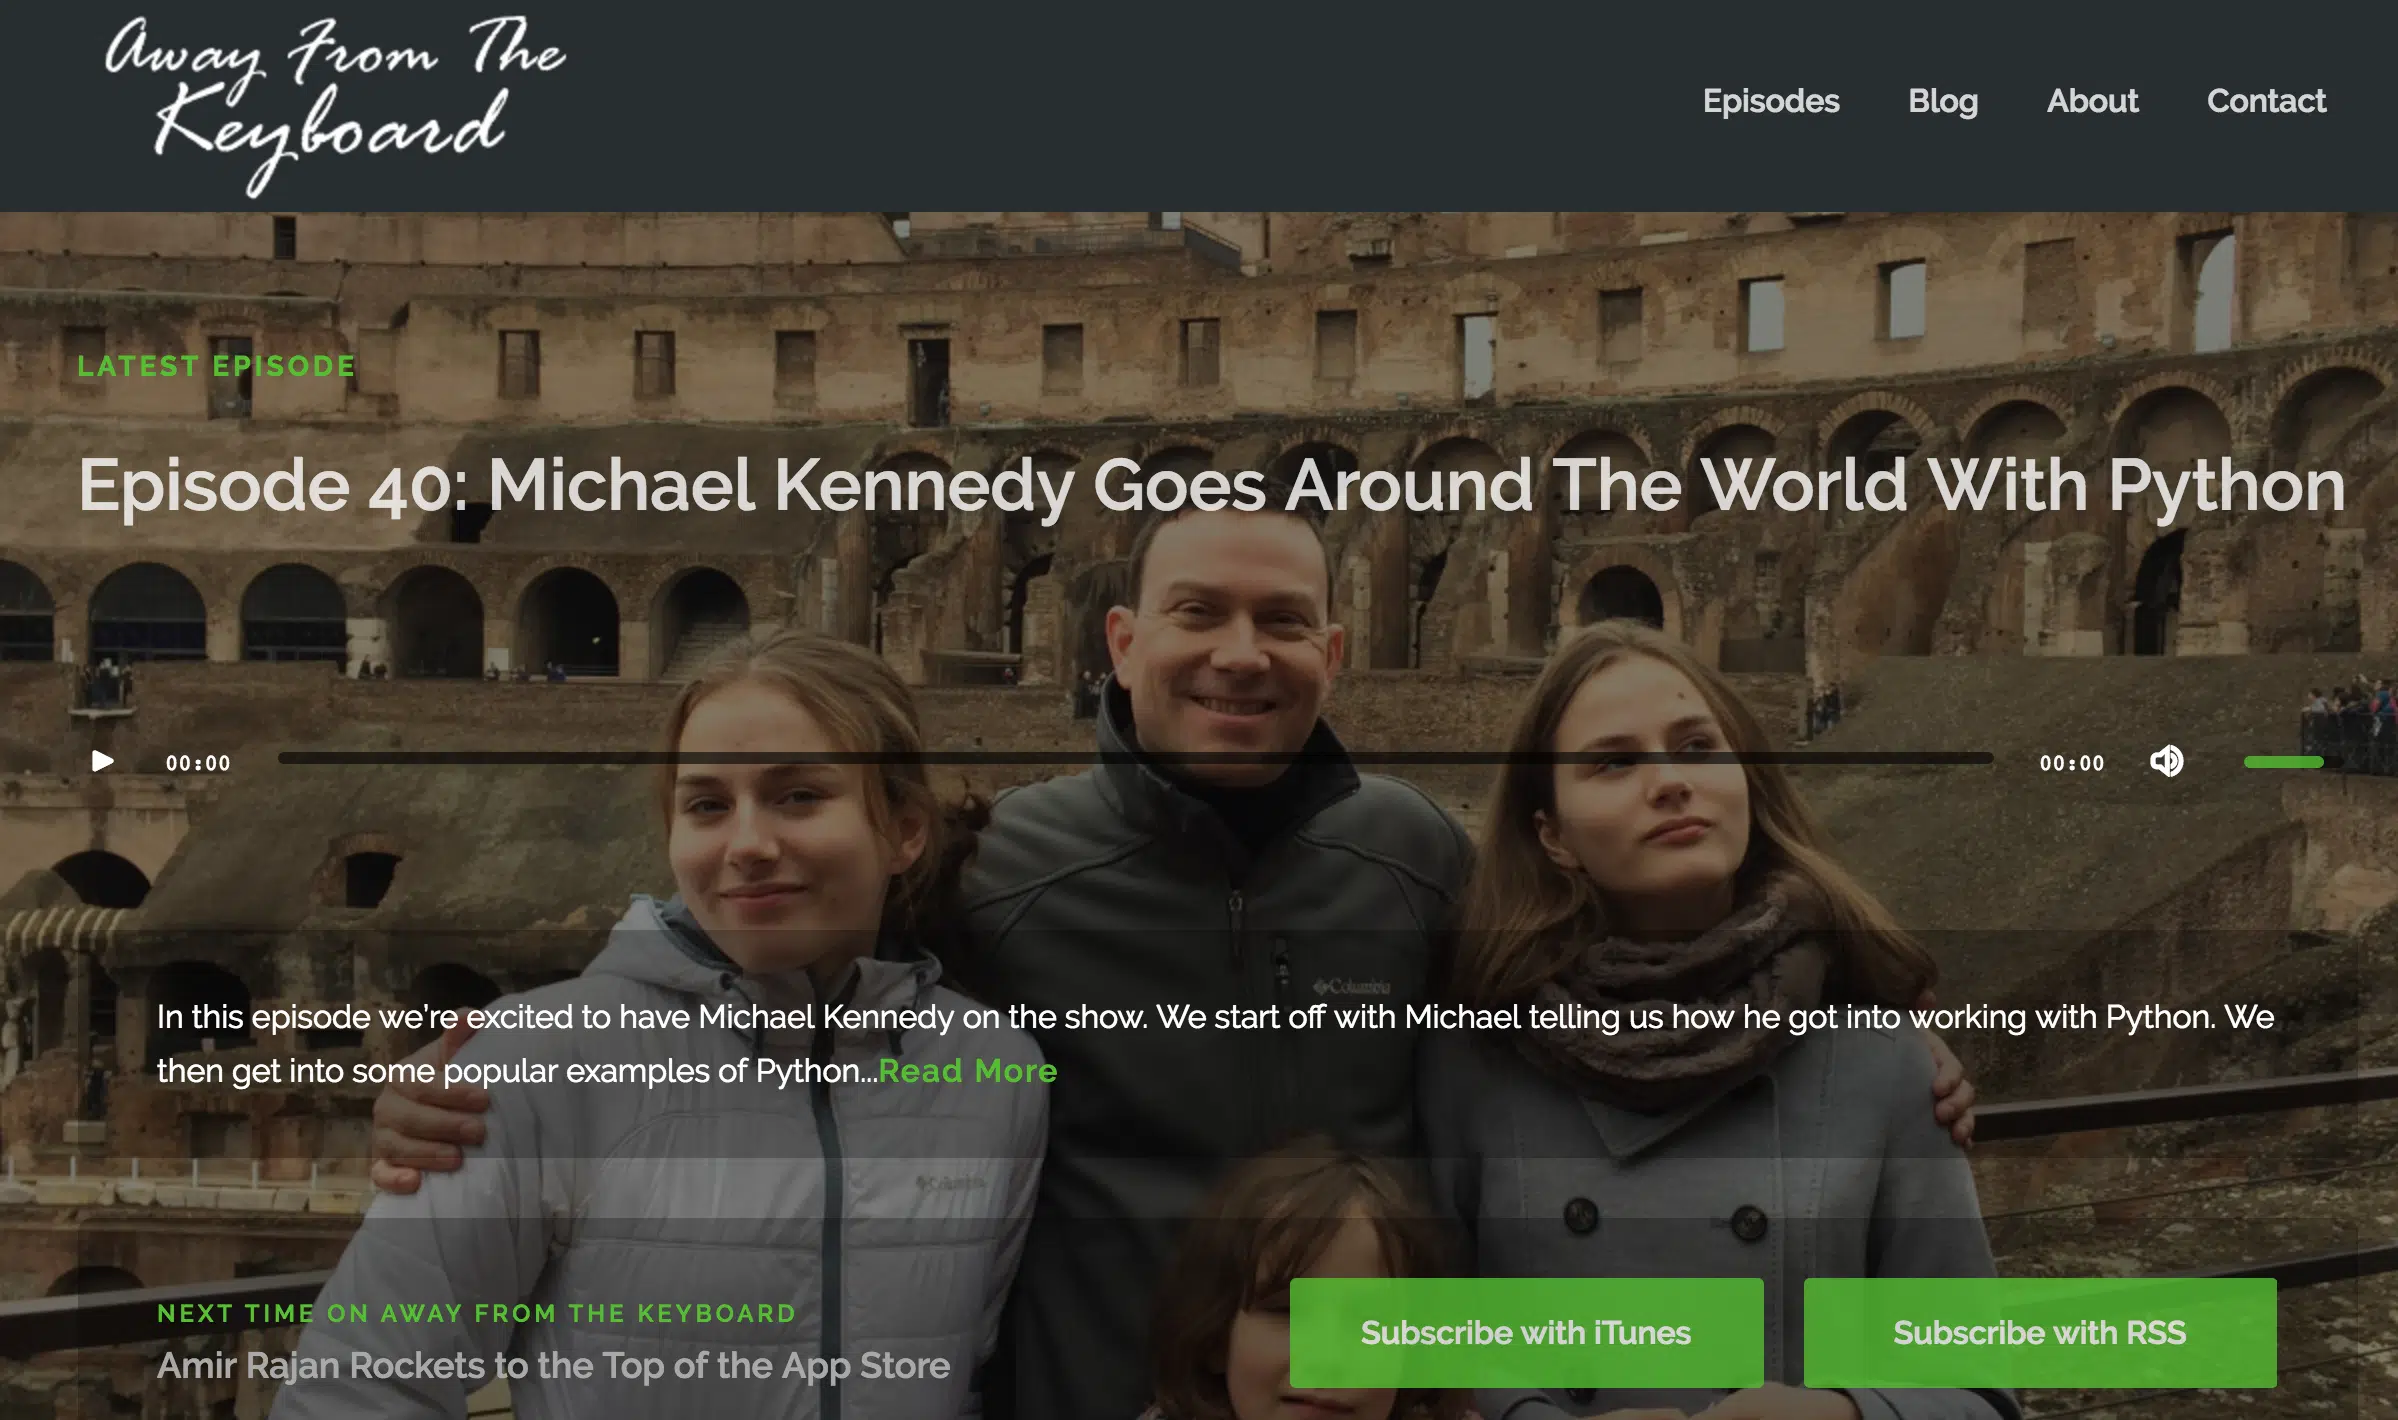 Away From The
Keyboard
Episodes Blog About Contact
LATEST EPISODE
Episode 40: Michael Kennedy Goes Around The World With Python
00:00 00:00
Columbia
In this episode we're excited to have Michael Kennedy on the show. We start off with Michael telling us how he got into working with Python. We
then get into some popular examples of Python...Read More
Columbia
NEXT TIME ON AWAY FROM THE KEYBOARD
Amir Rajan Rockets to the Top of the App Store
Subscribe with iTunes
Subscribe with RSS